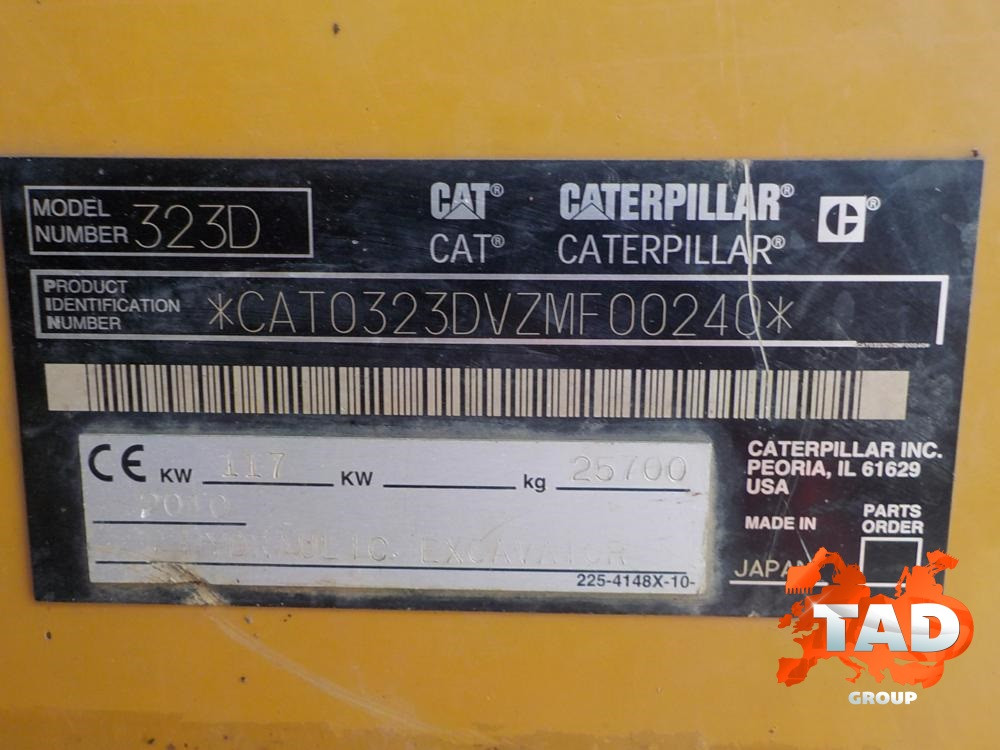 MODEL NUMBER 323D
CAT® CATERPILLAR® ®
CAT® CATERPILLAR®
PRODUCT IDENTIFICATION NUMBER *CAT0323DVZMF00240*
*CAT0323DVZMF00240*
CE KW 117 KW kg 25700
2010
HYDRAULIC EXCAVATOR
225-4148X-10-
CATERPILLAR INC.
PEORIA, IL 61629
USA
MADE IN
JAPAN
PARTS
ORDER
TAD
GROUP